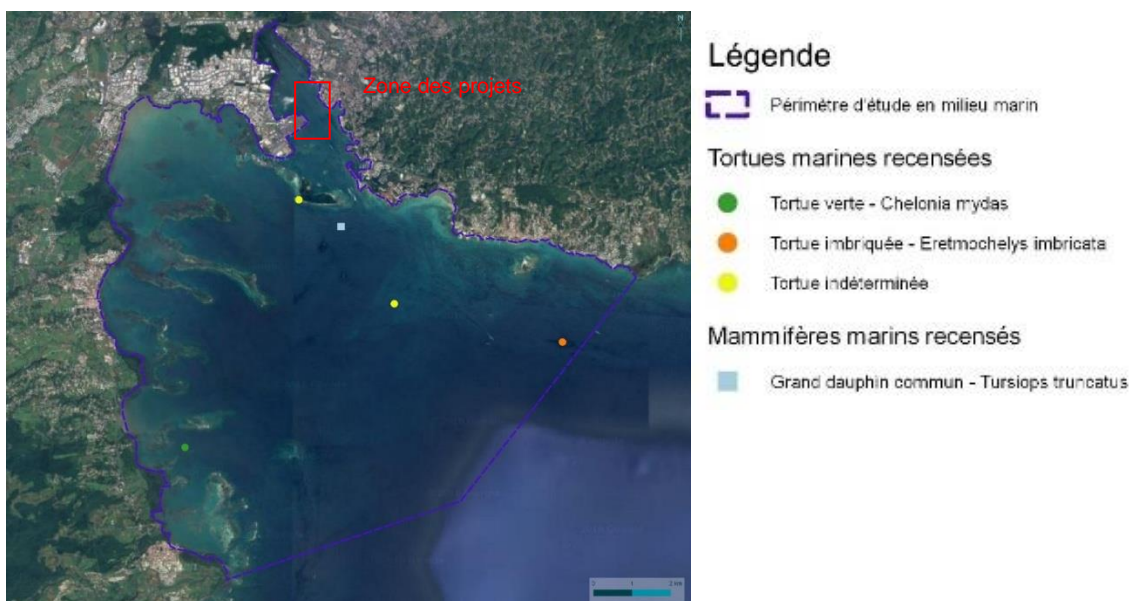 N
Zone des projets
Légende
Périmètre d'étude en milieu marin
Tortues marines recensées
Tortue verte - Chelonia mydas
Tortue imbriquée - Eretmochelys imbricata
Tortue indéterminée
Mammifères marins recensés
Grand dauphin commun - Tursiops truncatus